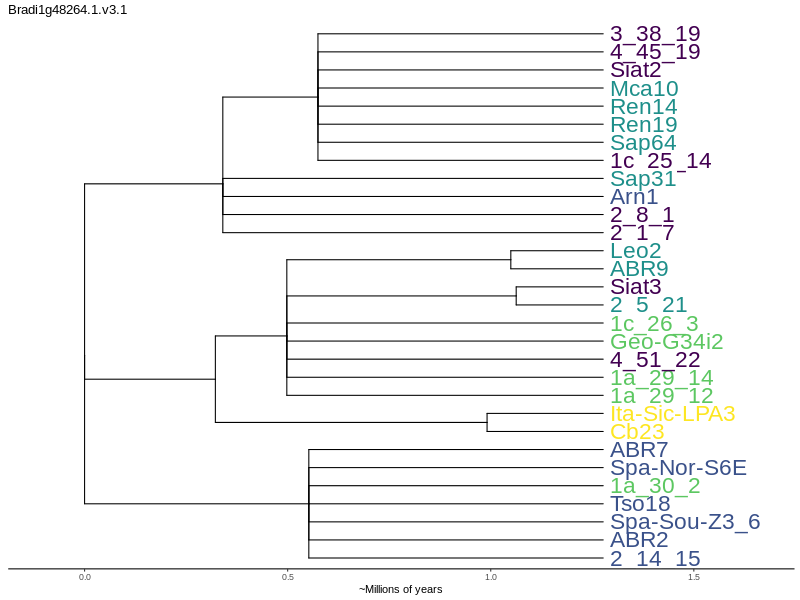 Bradi1g48264.1.v3.1
3_38_19
4_45_19
Siat2
Mca10
Ren14
Ren19
Sap64
1c_25_14
Sap31
Arn1
2_8_1
2_1_7
Leo2
ABR9
Siat3
2_5_21
1c_26_3
Geo-G34i2
4_51_22
1a_29_14
1a_29_12
Ita-Sic-LPA3
Cb23
ABR7
Spa-Nor-S6E
1a_30_2
Tso18
Spa-Sou-Z3_6
ABR2
2_14_15
0.0 0.5 1.0 1.5
~Millions of years